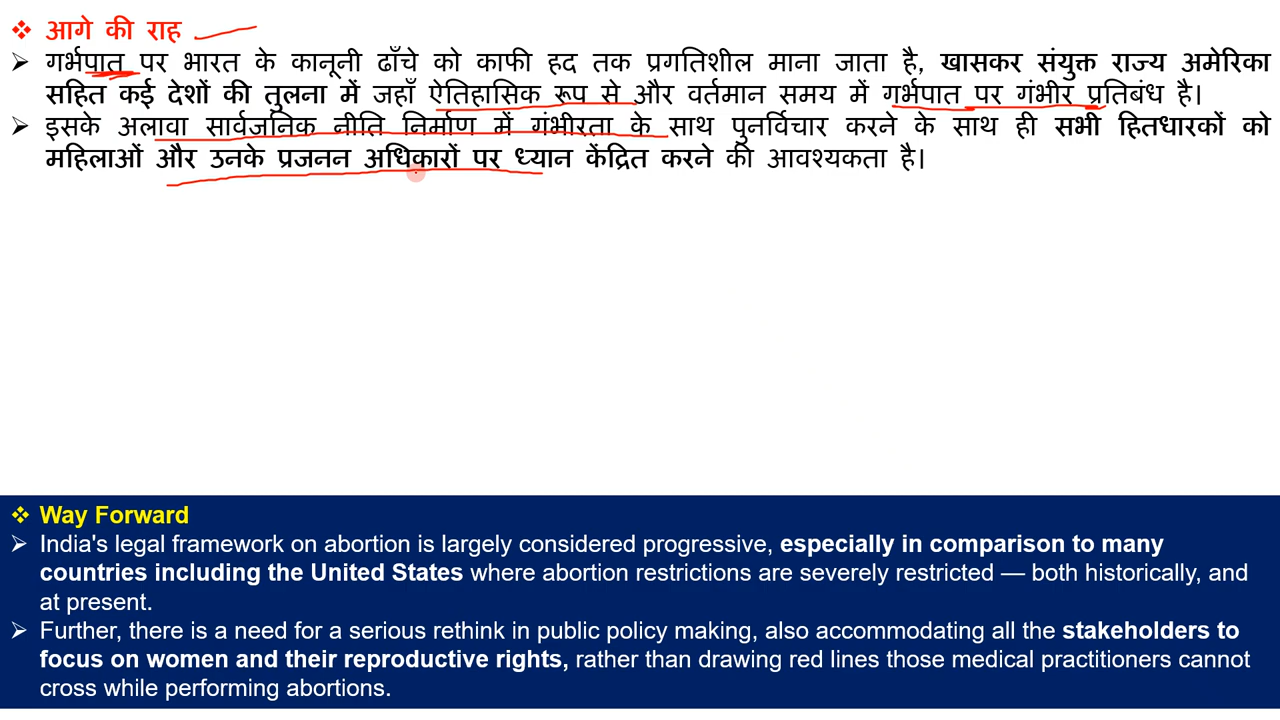 ❖ आगे की राह
➢ गर्भपात पर भारत के कानूनी ढाँचे को काफी हद तक प्रगतिशील माना जाता है, खासकर संयुक्त राज्य अमेरिका
सहित कई देशों की तुलना में जहाँ ऐतिहासिक रूप से और वर्तमान समय में गर्भपात पर गंभीर प्रतिबंध है।
➢ इसके अलावा सार्वजनिक नीति निर्माण में गंभीरता के साथ पुनर्विचार करने के साथ ही सभी हितधारकों को
महिलाओं और उनके प्रजनन अधिकारों पर ध्यान केंद्रित करने की आवश्यकता है।
❖ Way Forward
➢ India's legal framework on abortion is largely considered progressive, especially in comparison to many
countries including the United States where abortion restrictions are severely restricted — both historically, and
at present.
➢ Further, there is a need for a serious rethink in public policy making, also accommodating all the stakeholders to
focus on women and their reproductive rights, rather than drawing red lines those medical practitioners cannot
cross while performing abortions.